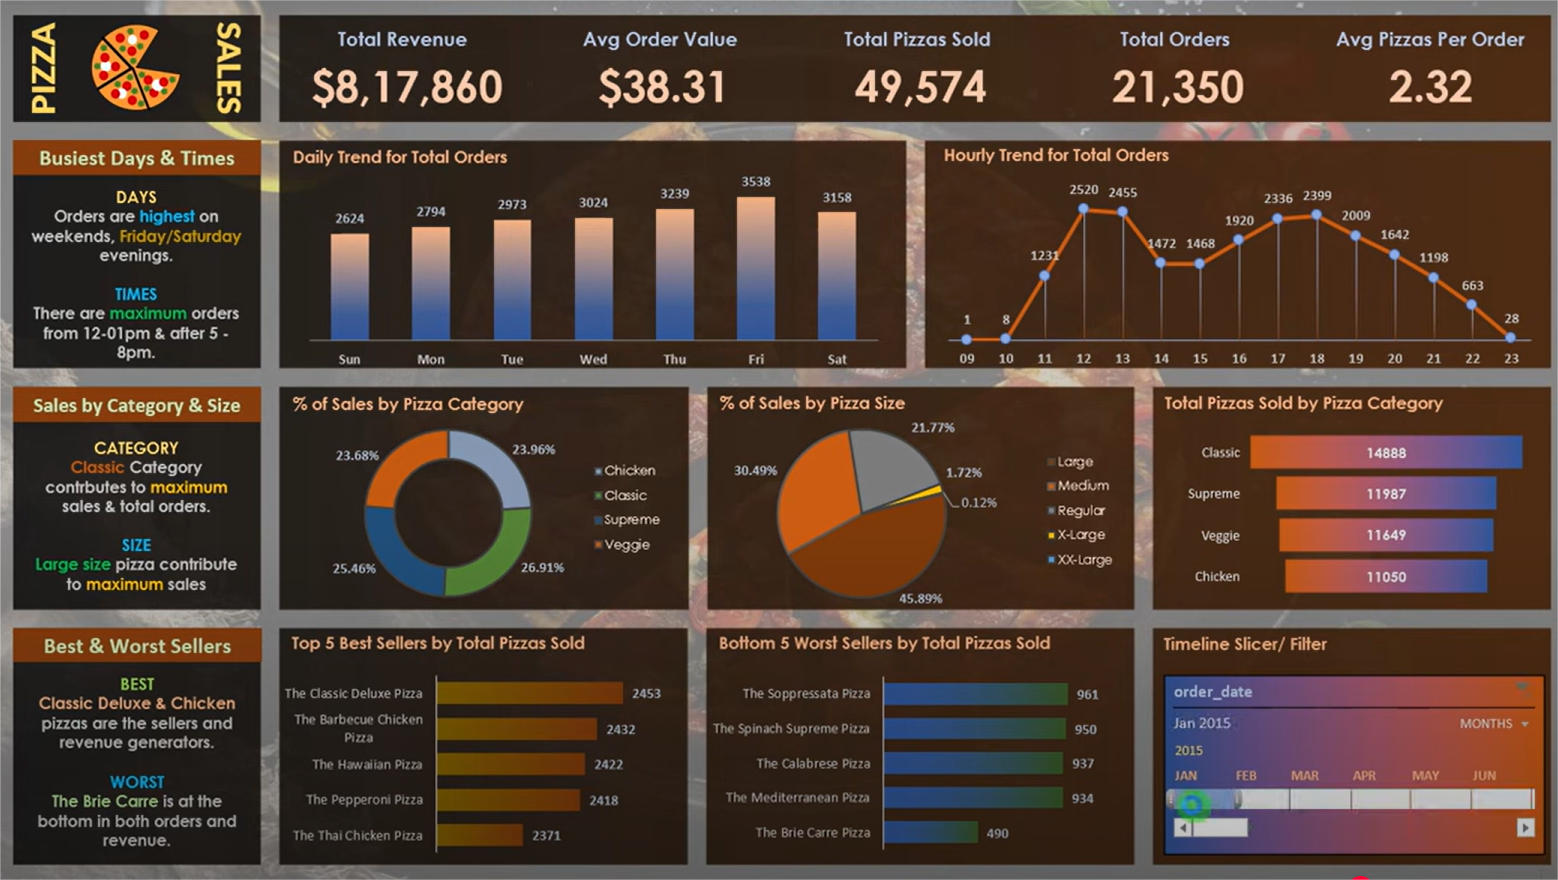 PIZZA
SALES
Total Revenue
$8,17,860
Avg Order Value
$38.31
Total Pizzas Sold
49,574
Total Orders
21,350
Avg Pizzas Per Order
2.32
Busiest Days & Times
DAYS
Orders are highest on
weekends, Friday/Saturday
evenings.
TIMES
There are maximum orders
from 12-01pm & after 5 -
8pm.
Daily Trend for Total Orders
2624
2794
2973
3024
3239
3538
3158
Sun
Mon
Tue
Wed
Thu
Fri
Sat
Hourly Trend for Total Orders
1
8
1231
2520
2455
1472
1468
1920
2336
2399
2009
1642
1198
663
28
09
10
11
12
13
14
15
16
17
18
19
20
21
22
23
Sales by Category & Size
CATEGORY
Classic Category
contrbutes to maximum
sales & total orders.
SIZE
Large size pizza contribute
to maximum sales
% of Sales by Pizza Category
23.68%
23.96%
25.46%
26.91%
Chicken
Classic
Supreme
Veggie
% of Sales by Pizza Size
21.77%
30.49%
1.72%
0.12%
45.89%
Large
Medium
Regular
X-Large
XX-Large
Total Pizzas Sold by Pizza Category
Classic
14888
Supreme
11987
Veggie
11649
Chicken
11050
Best & Worst Sellers
BEST
Classic Deluxe & Chicken
pizzas are the sellers and
revenue generators.
WORST
The Brie Carre is at the
bottom in both orders and
revenue.
Top 5 Best Sellers by Total Pizzas Sold
The Classic Deluxe Pizza
2453
The Barbecue Chicken
Pizza
2432
The Hawaiian Pizza
2422
The Pepperoni Pizza
2418
The Thai Chicken Pizza
2371
Bottom 5 Worst Sellers by Total Pizzas Sold
The Soppressata Pizza
961
The Spinach Supreme Pizza
950
The Calabrese Pizza
937
The Mediterranean Pizza
934
The Brie Carre Pizza
490
Timeline Slicer/ Filter
order_date
Jan 2015
MONTHS
2015
JAN
FEB
MAR
APR
MAY
JUN